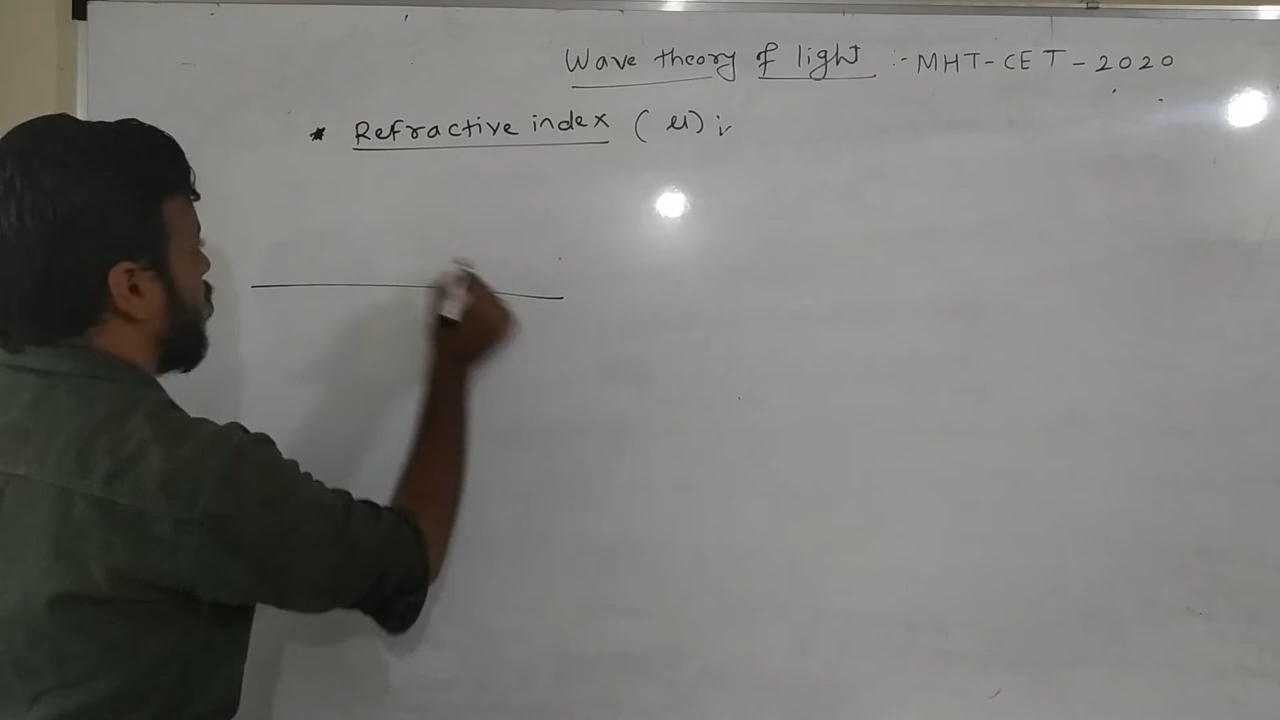 Wave theory of light :- MHT-CET-2020
* Refractive index (μ) :-